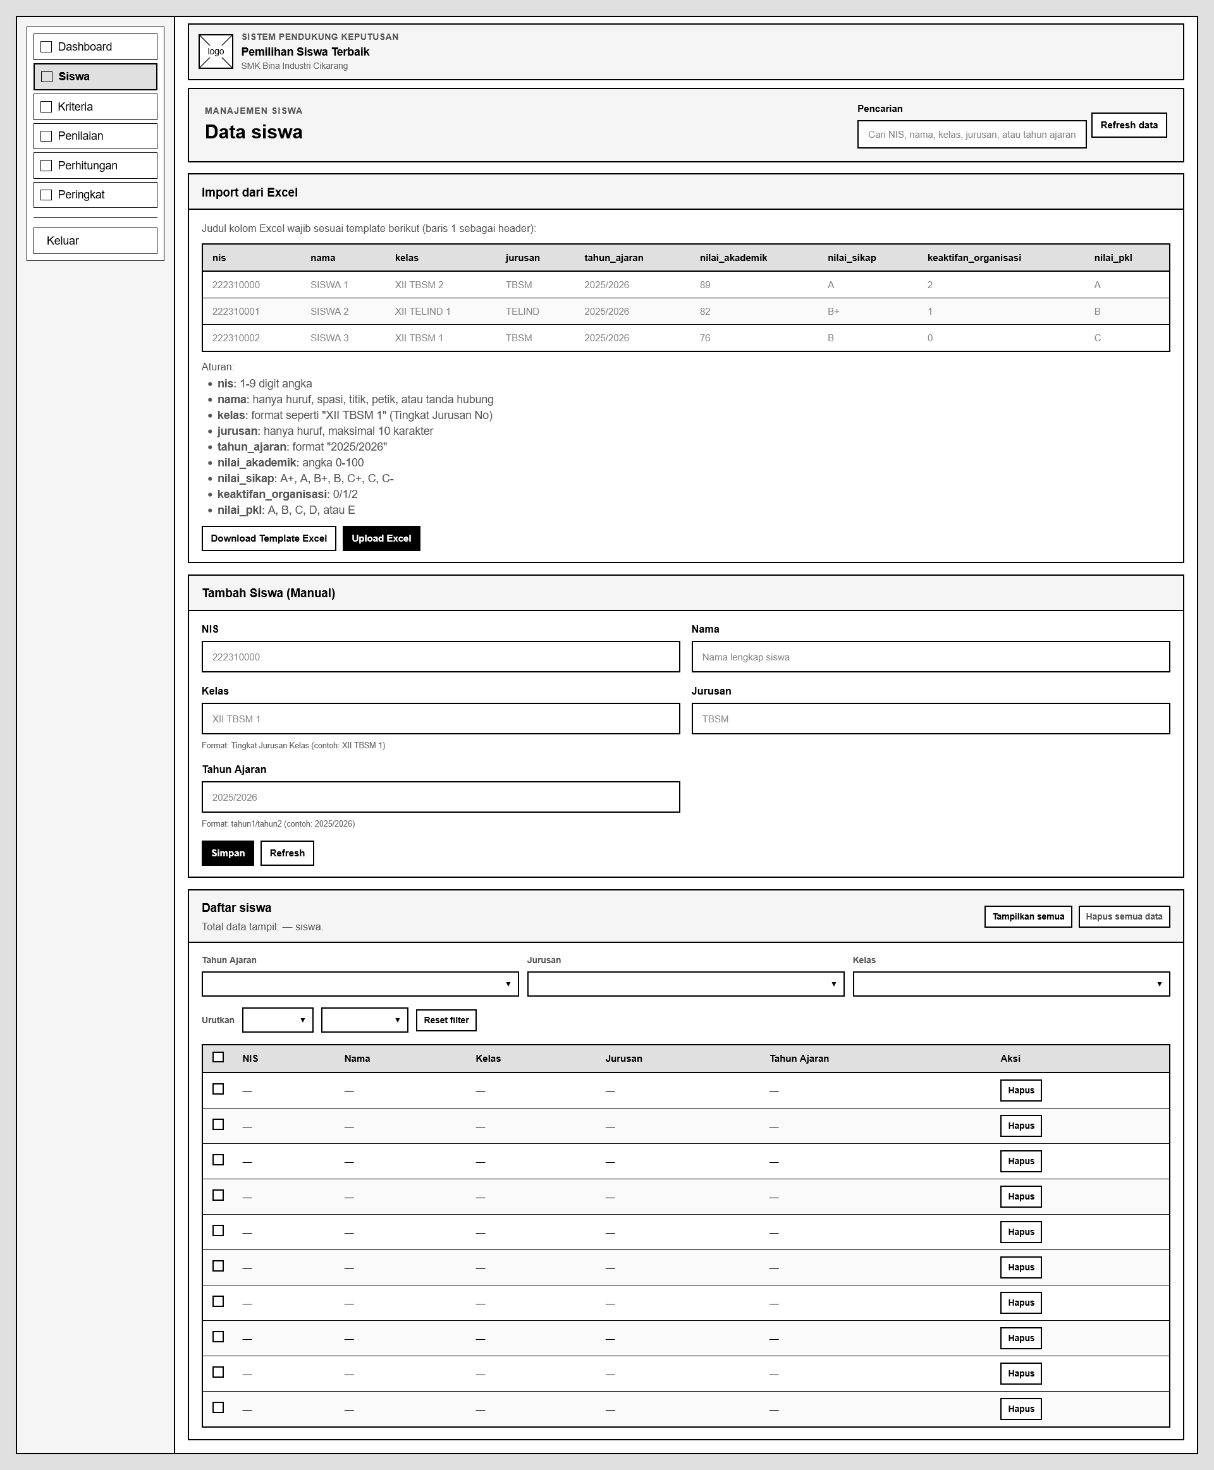 Dashboard
Siswa
Kriteria
Penilaian
Perhitungan
Peringkat
Keluar
logo
SISTEM PENDUKUNG KEPUTUSAN
Pemilihan Siswa Terbaik
SMK Bina Industri Cikarang
MANAJEMEN SISWA
Data siswa
Pencarian
Cari NIS, nama, kelas, jurusan, atau tahun ajaran
Refresh data
Import dari Excel
Judul kolom Excel wajib sesuai template berikut (baris 1 sebagai header):
nis nama kelas jurusan tahun_ajaran nilai_akademik nilai_sikap keaktifan_organisasi nilai_pkl
222310000 SISWA 1 XII TBSM 2 TBSM 2025/2026 89 A 2 A
222310001 SISWA 2 XII TELIND 1 TELIND 2025/2026 82 B+ 1 B
222310002 SISWA 3 XII TBSM 1 TBSM 2025/2026 76 B 0 C
Aturan:
• nis: 1-9 digit angka
• nama: hanya huruf, spasi, titik, petik, atau tanda hubung
• kelas: format seperti "XII TBSM 1" (Tingkat Jurusan No)
• jurusan: hanya huruf, maksimal 10 karakter
• tahun_ajaran: format "2025/2026"
• nilai_akademik: angka 0-100
• nilai_sikap: A+, A, B+, B, C+, C, C-
• keaktifan_organisasi: 0/1/2
• nilai_pkl: A, B, C, D, atau E
Download Template Excel Upload Excel
Tambah Siswa (Manual)
NIS Nama
222310000 Nama lengkap siswa
Kelas Jurusan
XII TBSM 1 TBSM
Format: Tingkat Jurusan Kelas (contoh: XII TBSM 1)
Tahun Ajaran
2025/2026
Format: tahun1/tahun2 (contoh: 2025/2026)
Simpan Refresh
Daftar siswa
Total data tampil: — siswa.
Tampilkan semua Hapus semua data
Tahun Ajaran Jurusan Kelas
Urutkan Reset filter
NIS Nama Kelas Jurusan Tahun Ajaran Aksi
— — — — — Hapus
— — — — — Hapus
— — — — — Hapus
— — — — — Hapus
— — — — — Hapus
— — — — — Hapus
— — — — — Hapus
— — — — — Hapus
— — — — — Hapus
— — — — — Hapus